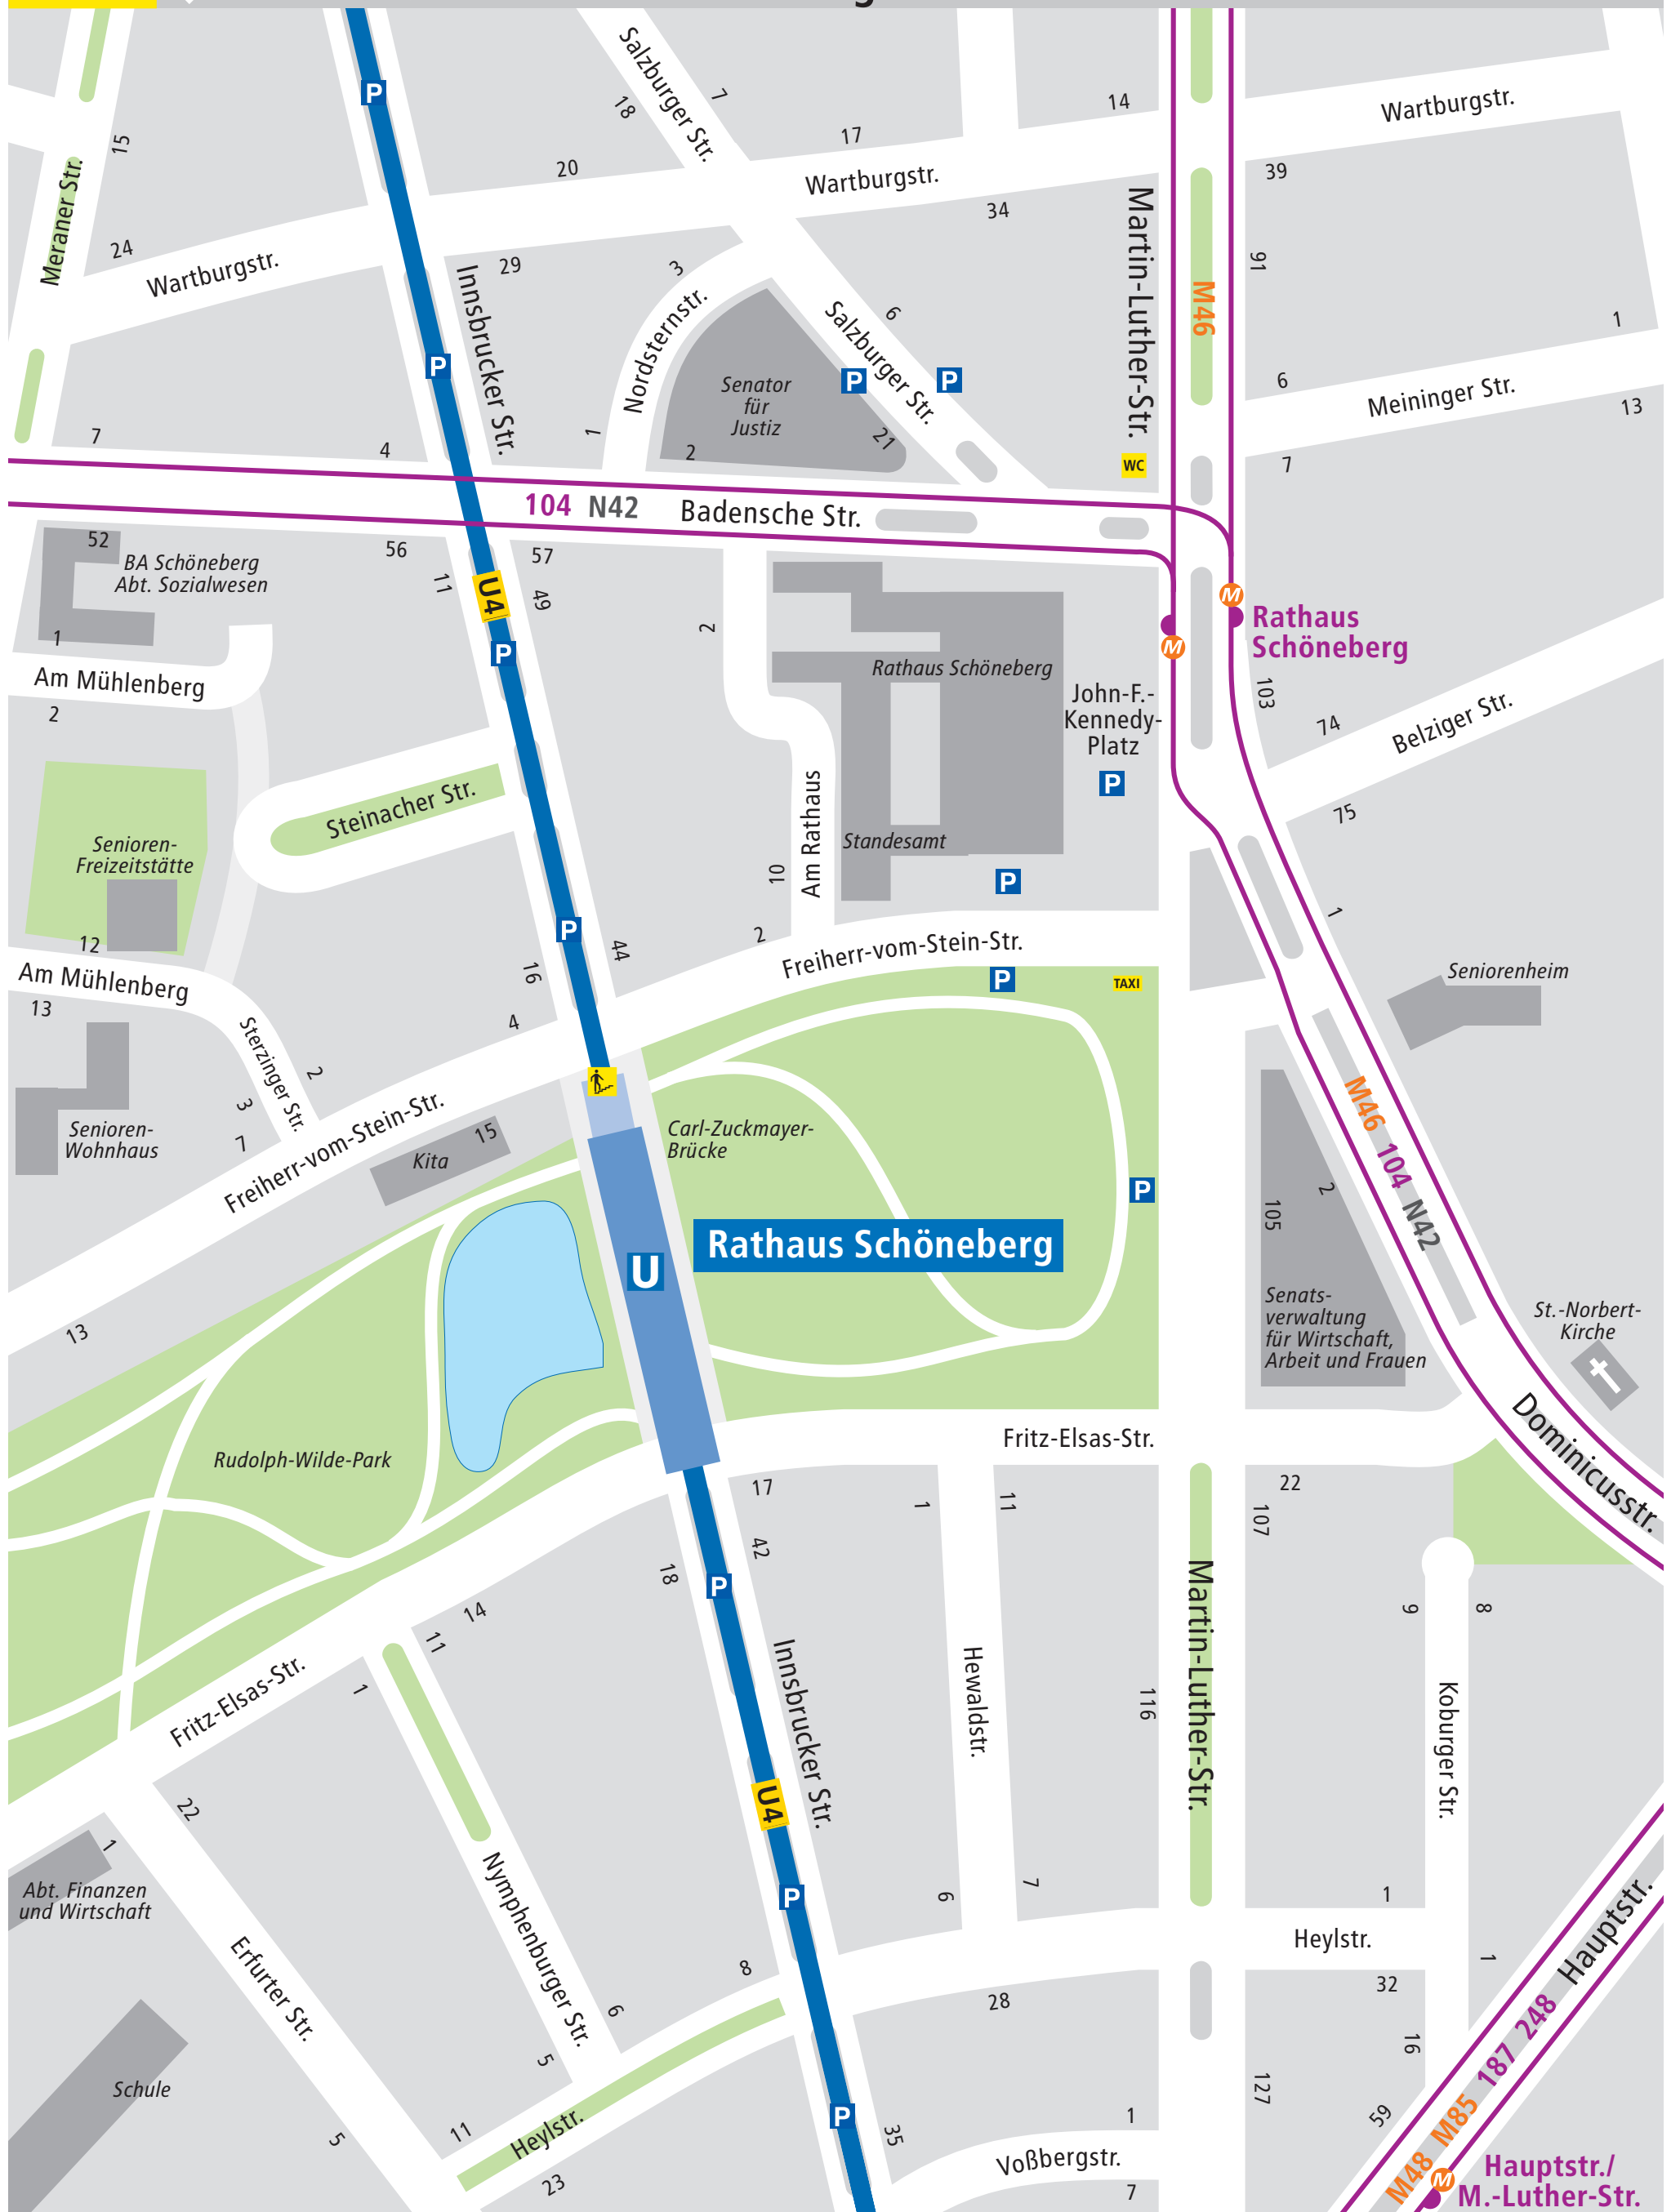 Salzburger Str.
18
7
14
Wartburgstr.
15
17
20
Wartburgstr.
39
Meraner Str.
34
24
Wartburgstr.
29
3
Martin-Luther-Str.
91
M46
Innsbrucker Str.
Nordsternstr.
6
Salzburger Str.
1
P
P
P
P
6
Meininger Str.
13
Senator
für
Justiz
7
4
1
2
21
WC
7
104 N42 Badensche Str.
52
BA Schöneberg
Abt. Sozialwesen
56
57
11
49
U4
1
2
P
M
M
Rathaus
Schöneberg
Am Mühlenberg
2
Rathaus Schöneberg
John-F.-
Kennedy-
Platz
P
103
74
Belziger Str.
75
Steinacher Str.
Senioren-
Freizeitstätte
12
Am Rathaus
10
Standesamt
P
P
44
16
2
Freiherr-vom-Stein-Str.
P
TAXI
1
Seniorenheim
Am Mühlenberg
13
Sterzinger Str.
2
3
7
4
Senioren-
Wohnhaus
Freiherr-vom-Stein-Str.
Kita
15
Carl-Zuckmayer-
Brücke
P
M46 104 N42
105
2
Rathaus Schöneberg
U
13
Senats-
verwaltung
für Wirtschaft,
Arbeit und Frauen
St.-Norbert-
Kirche
Dominicusstr.
Rudolph-Wilde-Park
Fritz-Elsas-Str.
17
42
18
1
11
22
107
P
14
11
1
Fritz-Elsas-Str.
Innsbrucker Str.
Hewaldstr.
116
Martin-Luther-Str.
9
8
Koburger Str.
U4
22
1
Abt. Finanzen
und Wirtschaft
Nymphenburger Str.
P
6
7
1
Heylstr.
Hauptstr.
Erfurter Str.
8
28
32
1
16
6
5
Schule
5
11
Heylstr.
23
P
35
Voßbergstr.
1
7
127
59
M48 M85 187 248
M
Hauptstr./
M.-Luther-Str.